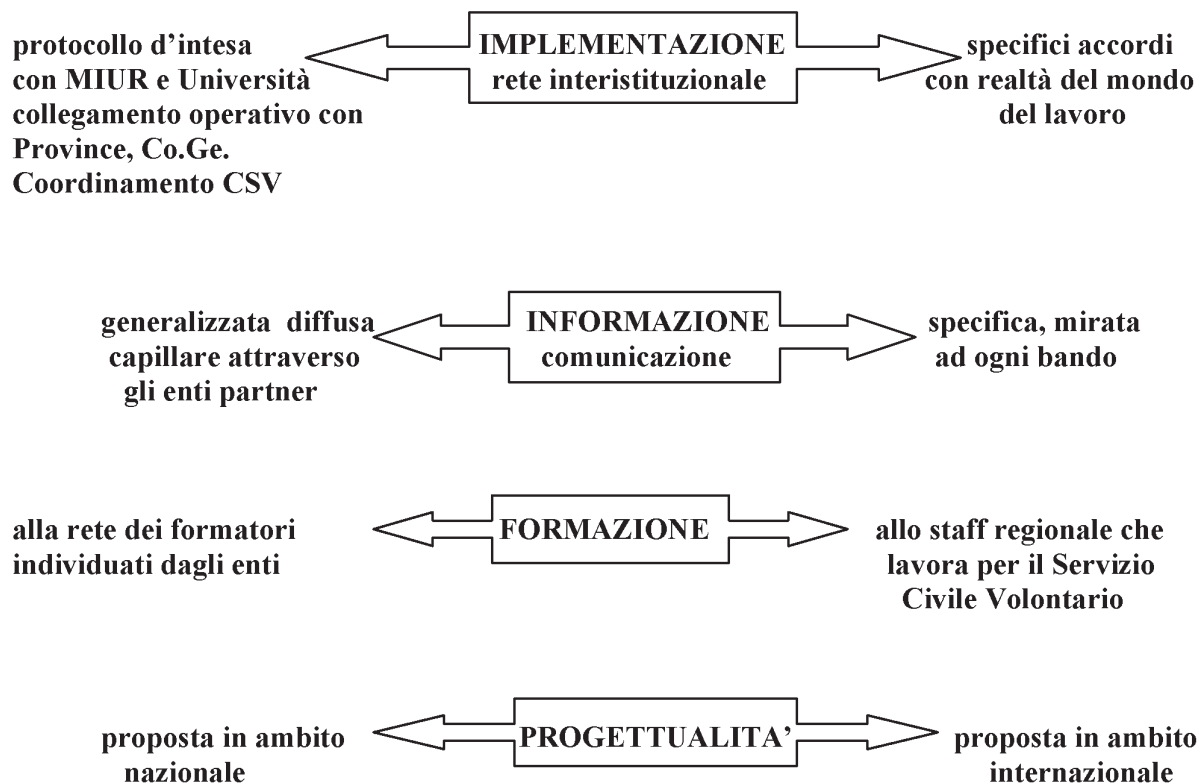 protocollo d'intesa
con MIUR e Università
collegamento operativo con
Province, Co.Ge.
Coordinamento CSV
IMPLEMENTAZIONE
rete interistituzionale
specifici accordi
con realtà del mondo
del lavoro
generalizzata diffusa
capillare attraverso
gli enti partner
INFORMAZIONE
comunicazione
specifica, mirata
ad ogni bando
alla rete dei formatori
individuati dagli enti
FORMAZIONE
allo staff regionale che
lavora per il Servizio
Civile Volontario
proposta in ambito
nazionale
PROGETTUALITA'
proposta in ambito
internazionale